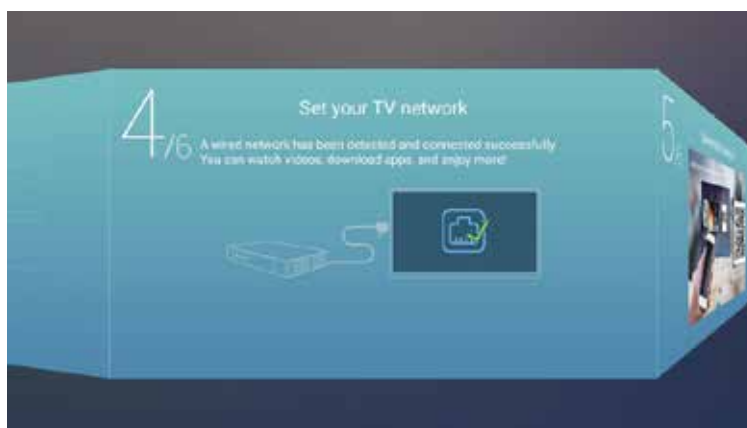 4/6
Set your TV network
A wired network has been detected and connected successfully.
You can watch videos, download apps, and enjoy more!
5